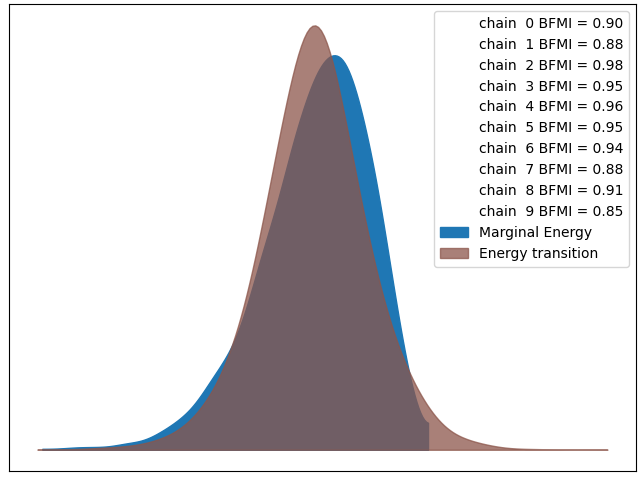 chain  0 BFMI = 0.90
chain  1 BFMI = 0.88
chain  2 BFMI = 0.98
chain  3 BFMI = 0.95
chain  4 BFMI = 0.96
chain  5 BFMI = 0.95
chain  6 BFMI = 0.94
chain  7 BFMI = 0.88
chain  8 BFMI = 0.91
chain  9 BFMI = 0.85
Marginal Energy
Energy transition